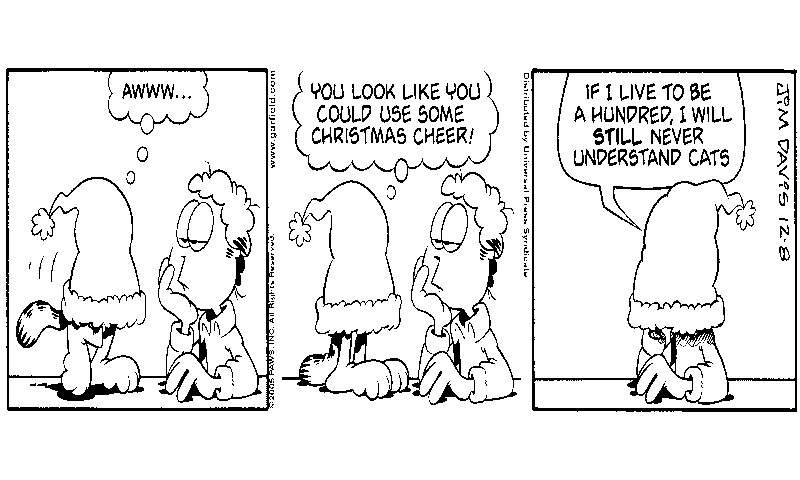 AWWW...
www.garfield.com
© 2005 PAWS, INC. All Rights Reserved.
YOU LOOK LIKE YOU
COULD USE SOME
CHRISTMAS CHEER!
Distributed by Universal Press Syndicate
IF I LIVE TO BE
A HUNDRED, I WILL
STILL NEVER
UNDERSTAND CATS
JIM DAVIS 12·8